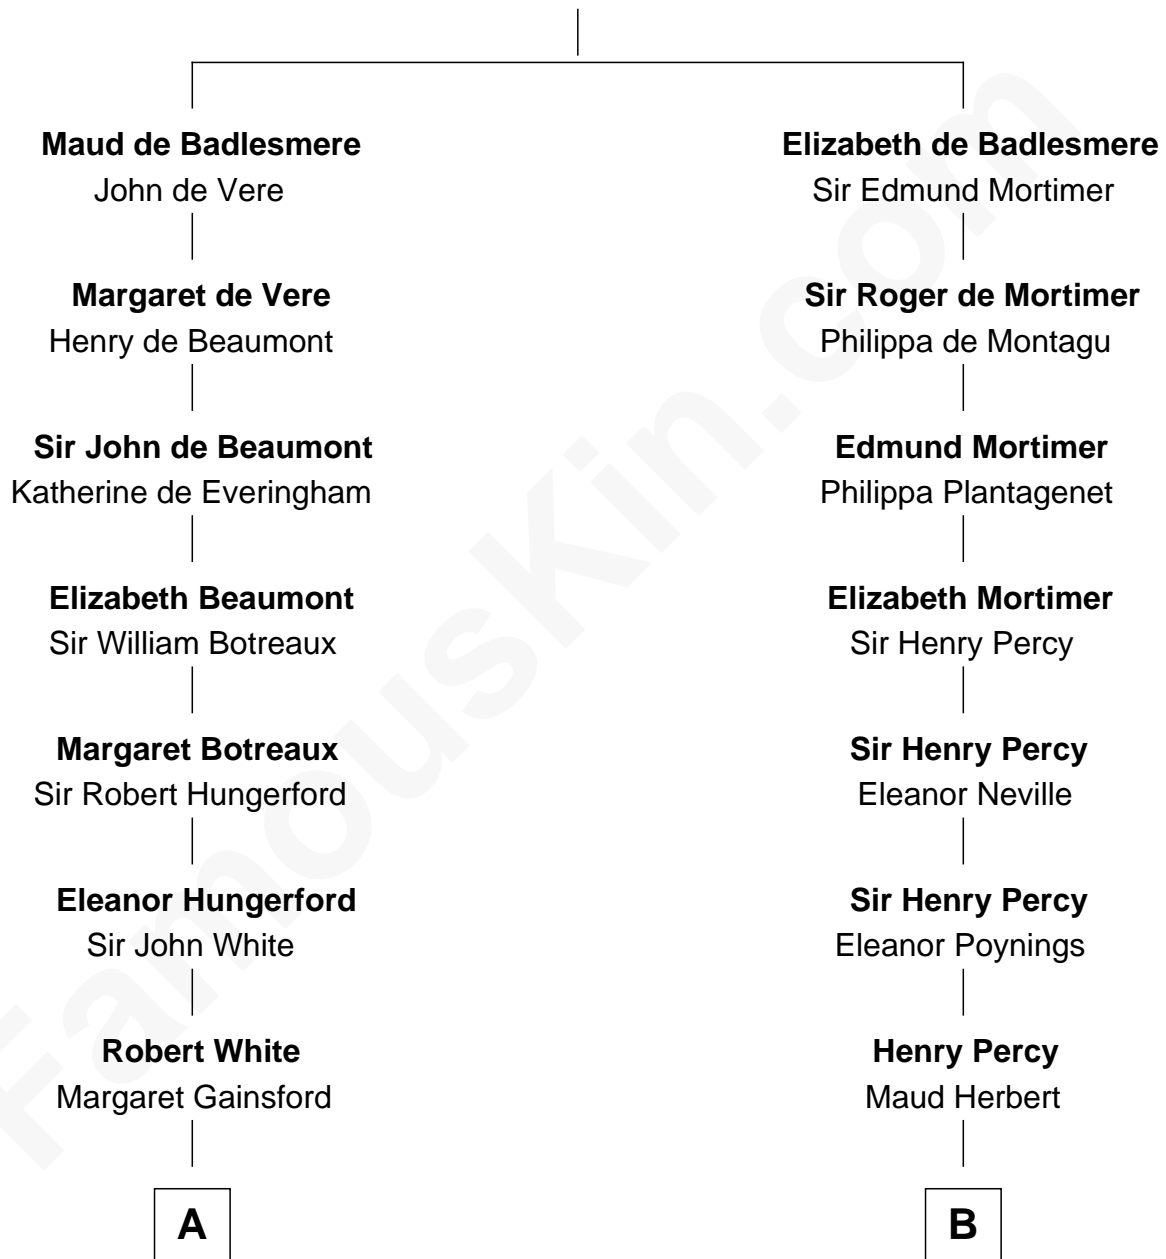 Maud de Badlesmere
John de Vere
Margaret de Vere
Henry de Beaumont
Sir John de Beaumont
Katherine de Everingham
Elizabeth Beaumont
Sir William Botreaux
Margaret Botreaux
Sir Robert Hungerford
Eleanor Hungerford
Sir John White
Robert White
Margaret Gainsford
A
Elizabeth de Badlesmere
Sir Edmund Mortimer
Sir Roger de Mortimer
Philippa de Montagu
Edmund Mortimer
Philippa Plantagenet
Elizabeth Mortimer
Sir Henry Percy
Sir Henry Percy
Eleanor Neville
Sir Henry Percy
Eleanor Poynings
Henry Percy
Maud Herbert
B
FamousKin.com